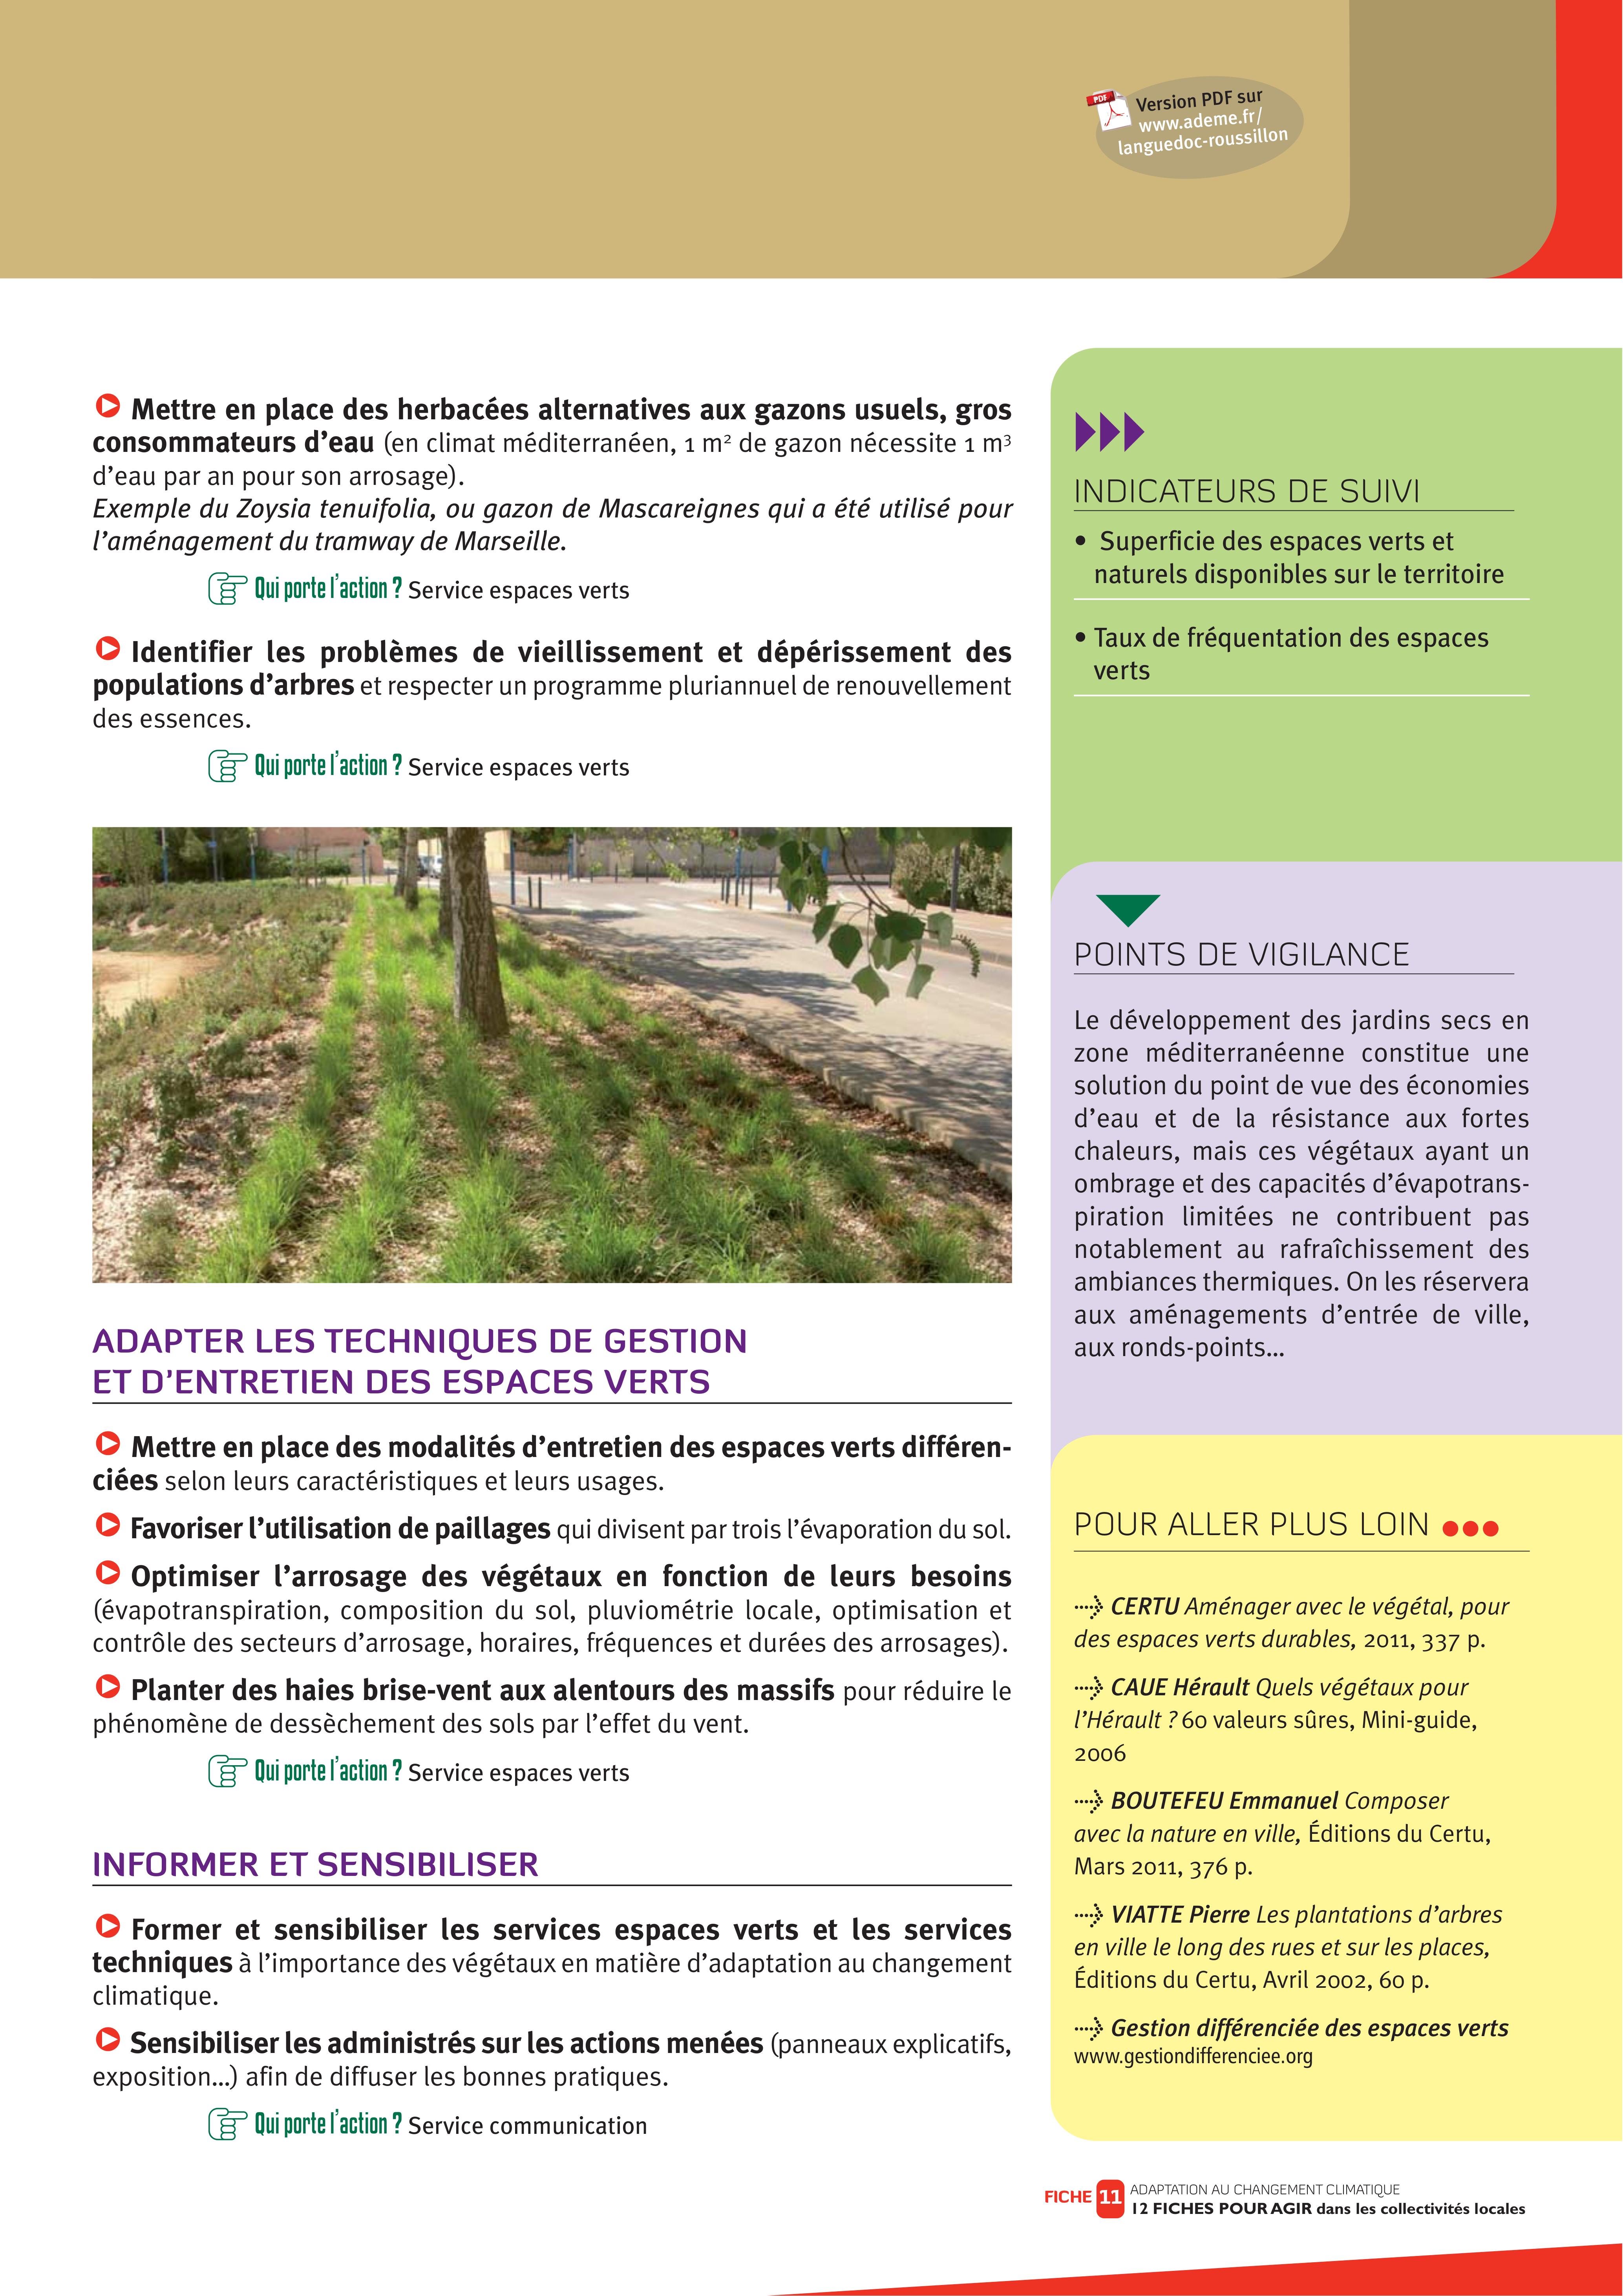 PDF
Version PDF sur
www.ademe.fr/
languedoc-roussillon
Mettre en place des herbacées alternatives aux gazons usuels, gros
consommateurs d’eau (en climat méditerranéen, 1 m² de gazon nécessite 1 m³
d’eau par an pour son arrosage).
Exemple du Zoysia tenuifolia, ou gazon de Mascareignes qui a été utilisé pour
l’aménagement du tramway de Marseille.
Qui porte l’action ? Service espaces verts
Identifier les problèmes de vieillissement et dépérissement des
populations d’arbres et respecter un programme pluriannuel de renouvellement
des essences.
Qui porte l’action ? Service espaces verts
ADAPTER LES TECHNIQUES DE GESTION
ET D’ENTRETIEN DES ESPACES VERTS
Mettre en place des modalités d’entretien des espaces verts différen-
ciées selon leurs caractéristiques et leurs usages.
Favoriser l’utilisation de paillages qui divisent par trois l’évaporation du sol.
Optimiser l’arrosage des végétaux en fonction de leurs besoins
(évapotranspiration, composition du sol, pluviométrie locale, optimisation et
contrôle des secteurs d’arrosage, horaires, fréquences et durées des arrosages).
Planter des haies brise-vent aux alentours des massifs pour réduire le
phénomène de dessèchement des sols par l’effet du vent.
Qui porte l’action ? Service espaces verts
INFORMER ET SENSIBILISER
Former et sensibiliser les services espaces verts et les services
techniques à l’importance des végétaux en matière d’adaptation au changement
climatique.
Sensibiliser les administrés sur les actions menées (panneaux explicatifs,
exposition…) afin de diffuser les bonnes pratiques.
Qui porte l’action ? Service communication
INDICATEURS DE SUIVI
• Superficie des espaces verts et
naturels disponibles sur le territoire
• Taux de fréquentation des espaces
verts
POINTS DE VIGILANCE
Le développement des jardins secs en
zone méditerranéenne constitue une
solution du point de vue des économies
d’eau et de la résistance aux fortes
chaleurs, mais ces végétaux ayant un
ombrage et des capacités d’évapotrans-
piration limitées ne contribuent pas
notablement au rafraîchissement des
ambiances thermiques. On les réservera
aux aménagements d’entrée de ville,
aux ronds-points…
POUR ALLER PLUS LOIN
CERTU Aménager avec le végétal, pour
des espaces verts durables, 2011, 337 p.
CAUE Hérault Quels végétaux pour
l’Hérault ? 60 valeurs sûres, Mini-guide,
2006
BOUTEFEU Emmanuel Composer
avec la nature en ville, Éditions du Certu,
Mars 2011, 376 p.
VIATTE Pierre Les plantations d’arbres
en ville le long des rues et sur les places,
Éditions du Certu, Avril 2002, 60 p.
Gestion différenciée des espaces verts
www.gestiondifferenciee.org
FICHE 11 ADAPTATION AU CHANGEMENT CLIMATIQUE
12 FICHES POUR AGIR dans les collectivités locales